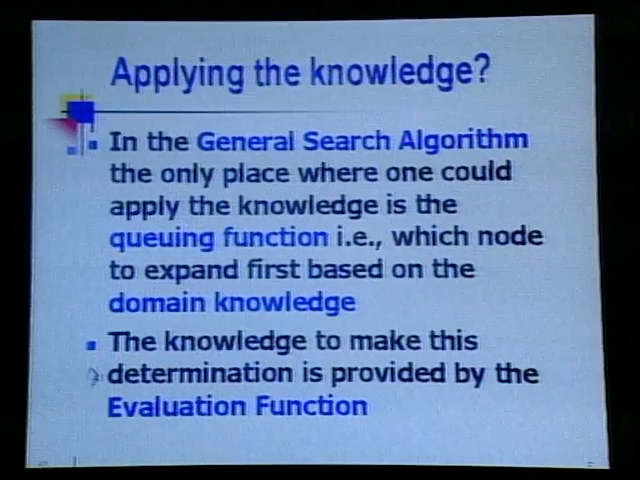 Applying the knowledge?
In the General Search Algorithm
the only place where one could
apply the knowledge is the
queuing function i.e., which node
to expand first based on the
domain knowledge
The knowledge to make this
determination is provided by the
Evaluation Function